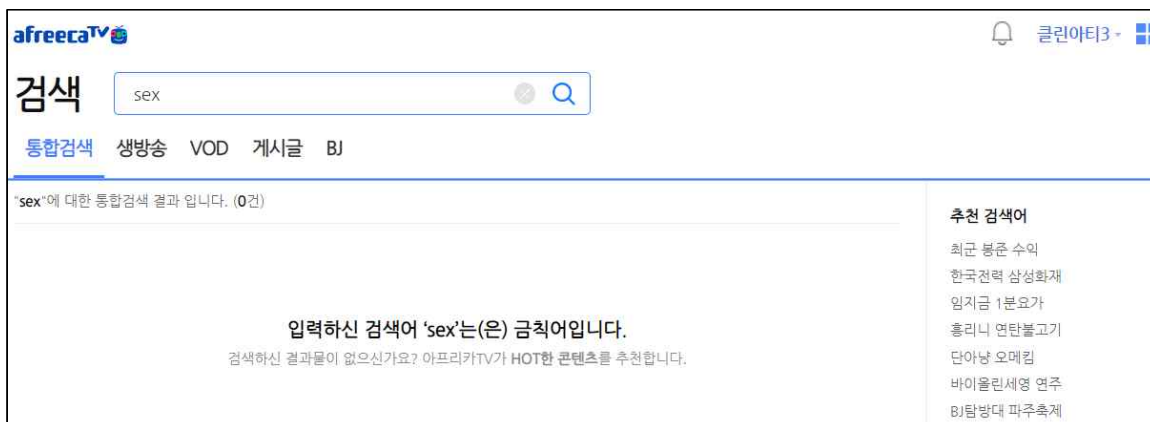 afreecaTV
클린아티3
검색
sex
통합검색 생방송 VOD 게시글 BJ
"sex"에 대한 통합검색 결과 입니다. (0건)
입력하신 검색어 ‘sex’는(은) 금칙어입니다.
검색하신 결과물이 없으신가요? 아프리카TV가 HOT한 콘텐츠를 추천합니다.
추천 검색어
최군 봉준 수익
한국전력 삼성화재
임지금 1분요가
흥리니 연탄불고기
단아냥 오메킴
바이올린세영 연주
BJ탐방대 파주축제